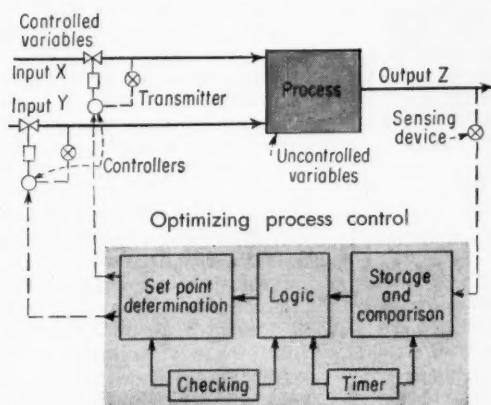 Controlled
variables
Input X
Input Y
Transmitter
Process
Output Z
Sensing
device
Controllers
Uncontrolled
variables
Optimizing process control
Set point
determination
Logic
Storage
and
comparison
Checking
Timer